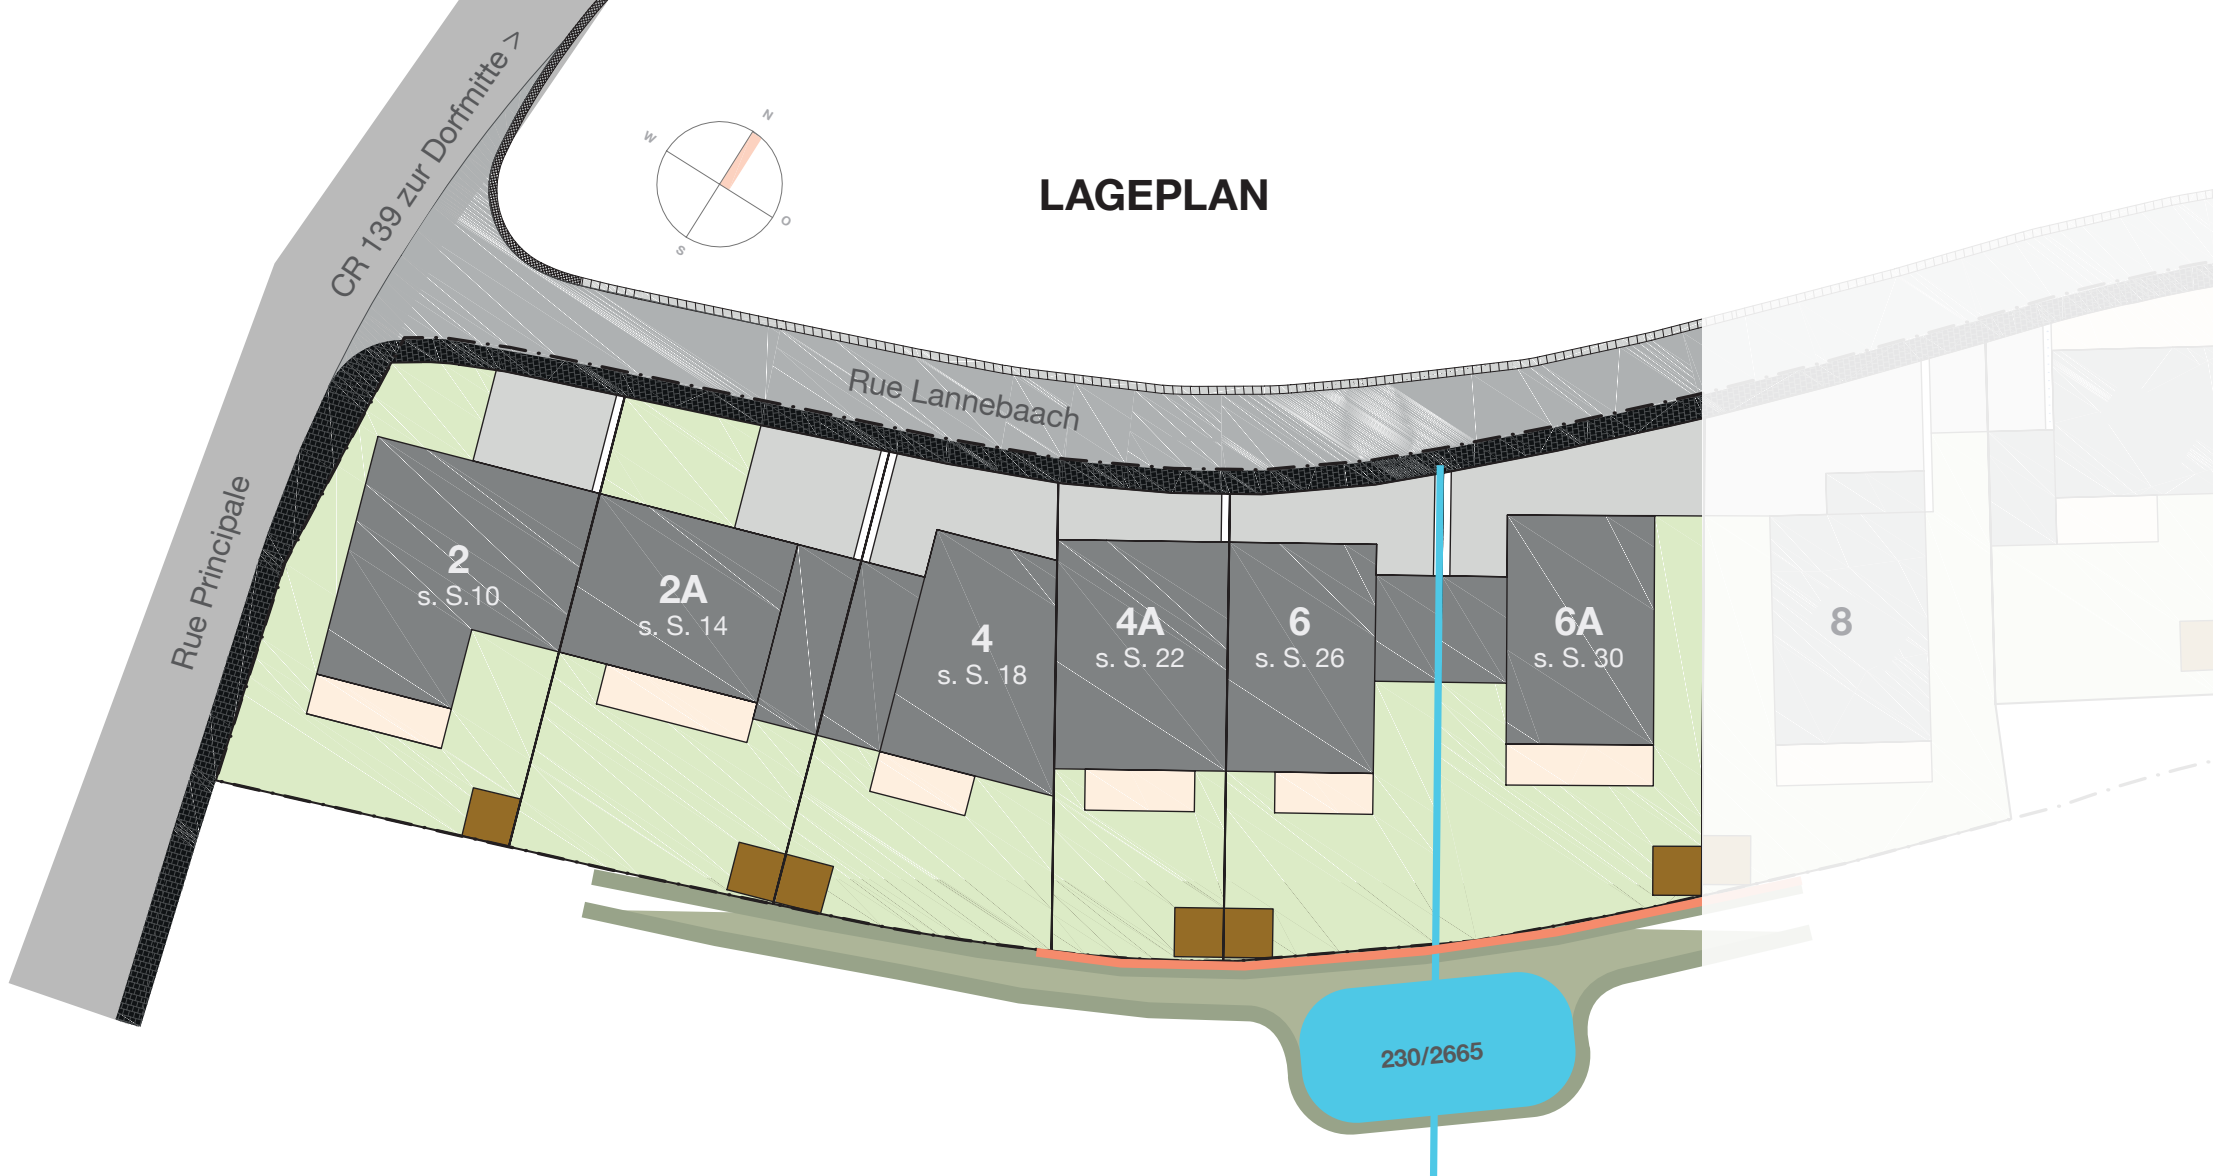 CR 139 zur Dorfmitte >
N
W
O
S
LAGEPLAN
Rue Lannebaach
Rue Principale
2
s. S.10
2A
s. S. 14
4
s. S. 18
4A
s. S. 22
6
s. S. 26
6A
s. S. 30
8
230/2665